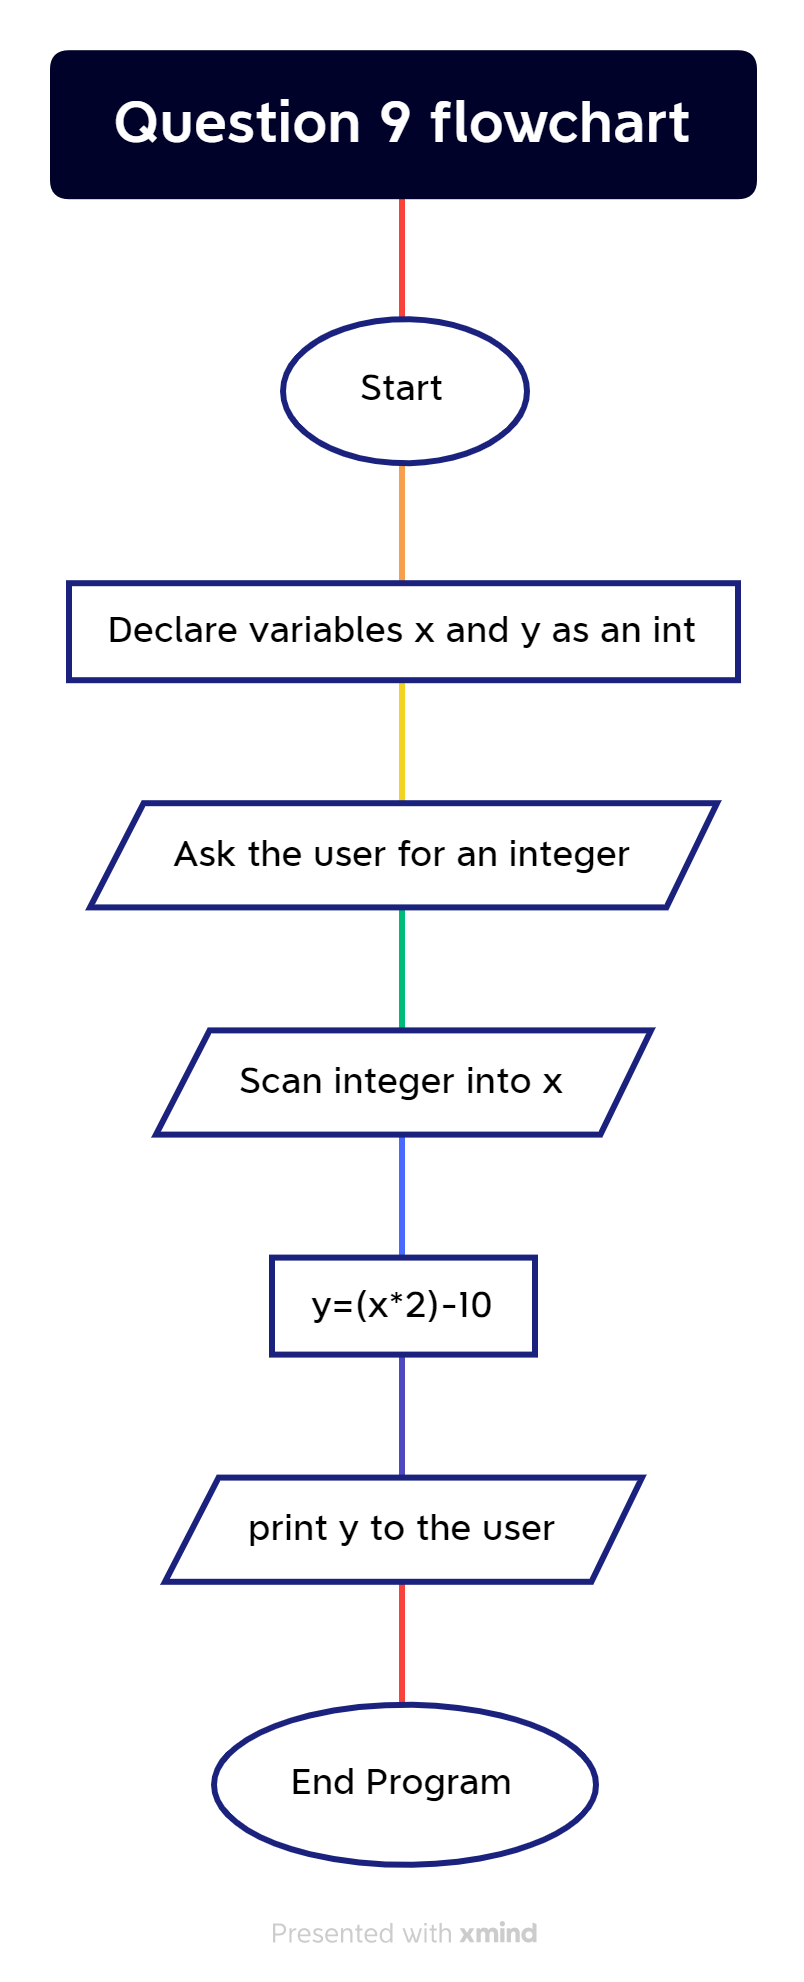 Question 9 flowchart
Start
Declare variables x and y as an int
Ask the user for an integer
Scan integer into x
y=(x*2)-10
print y to the user
End Program
Presented with xmind